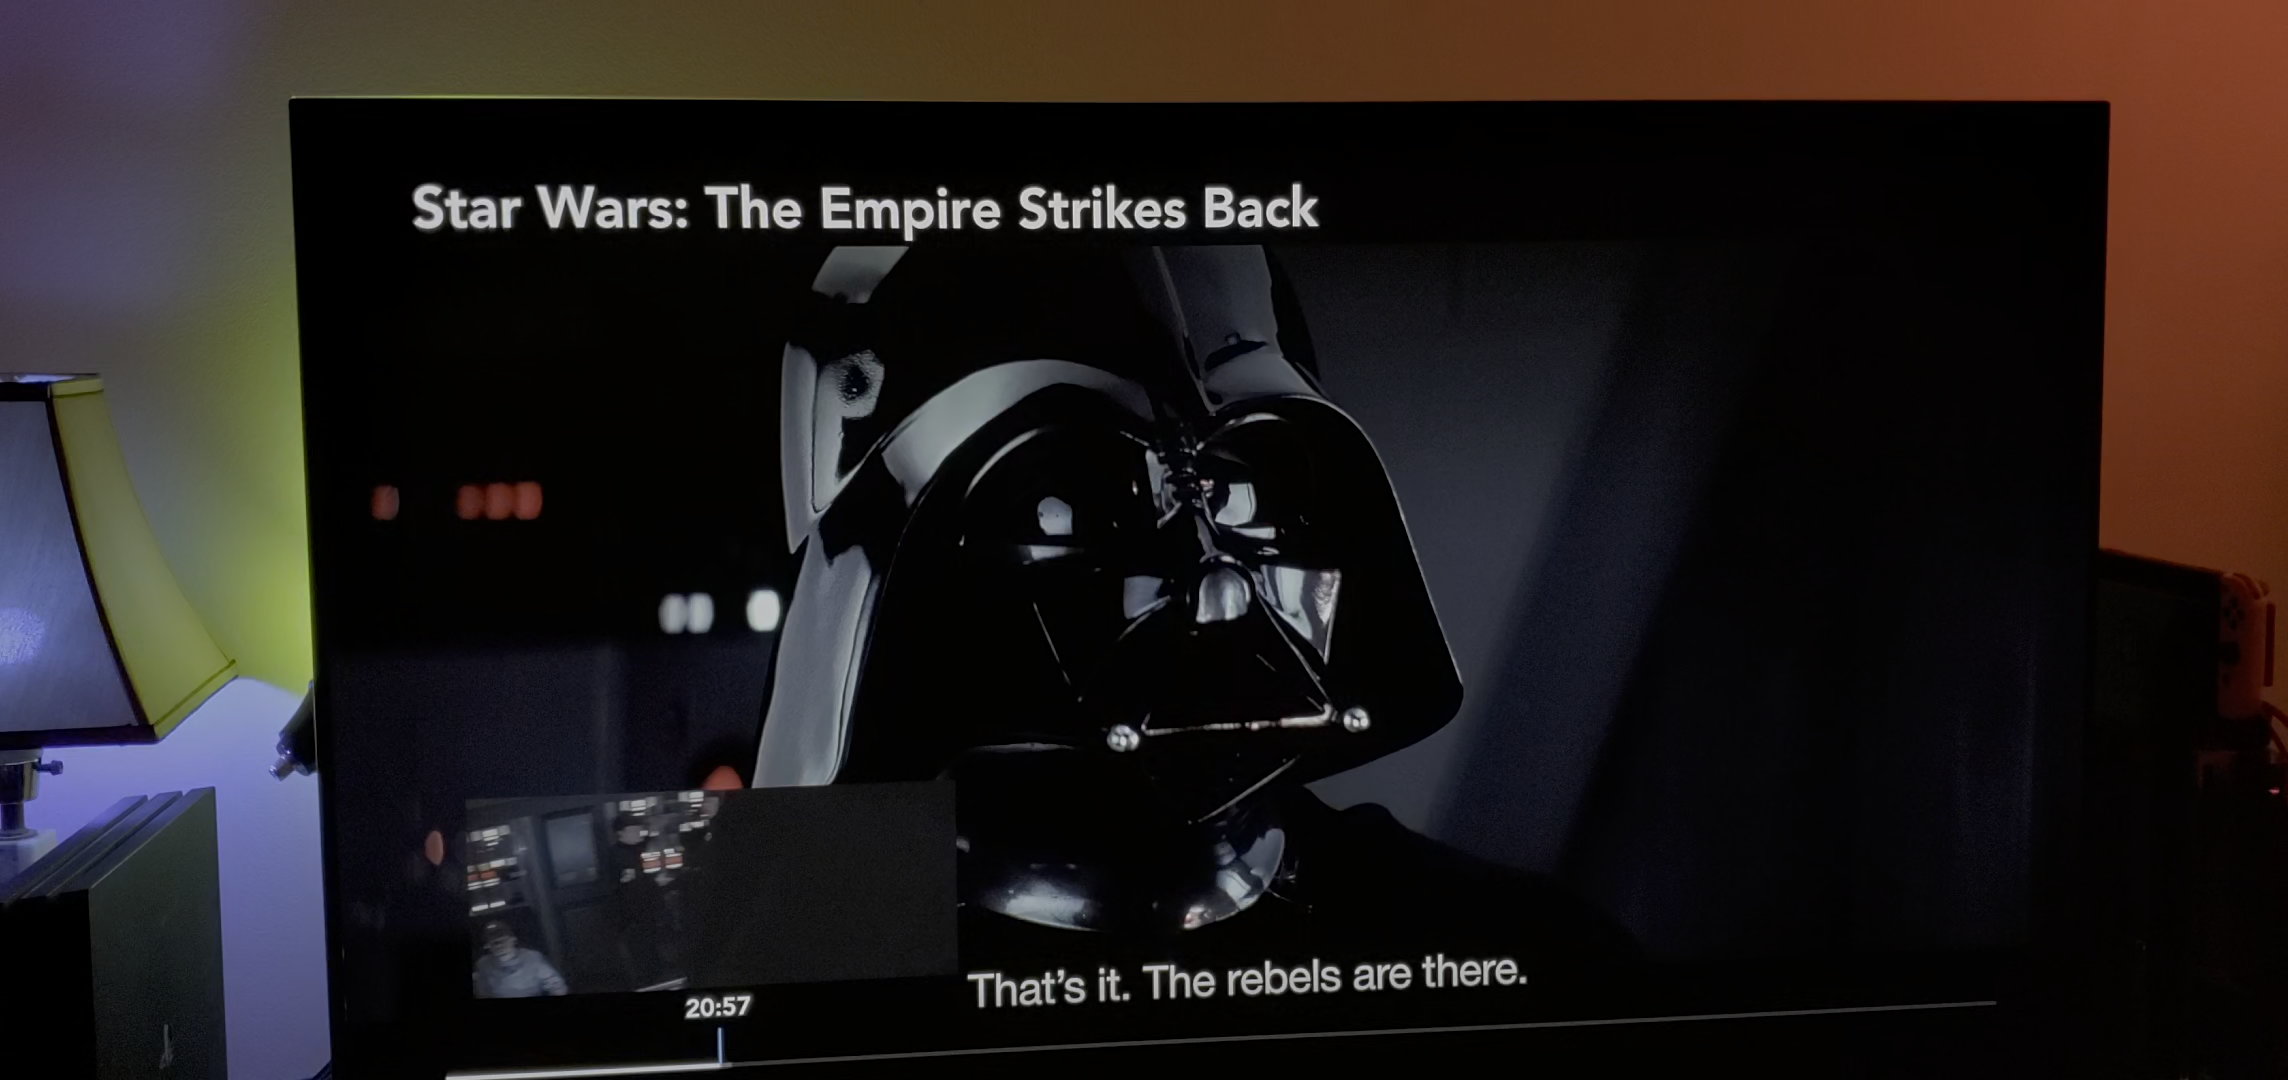 Star Wars: The Empire Strikes Back
That's it. The rebels are there.
20:57